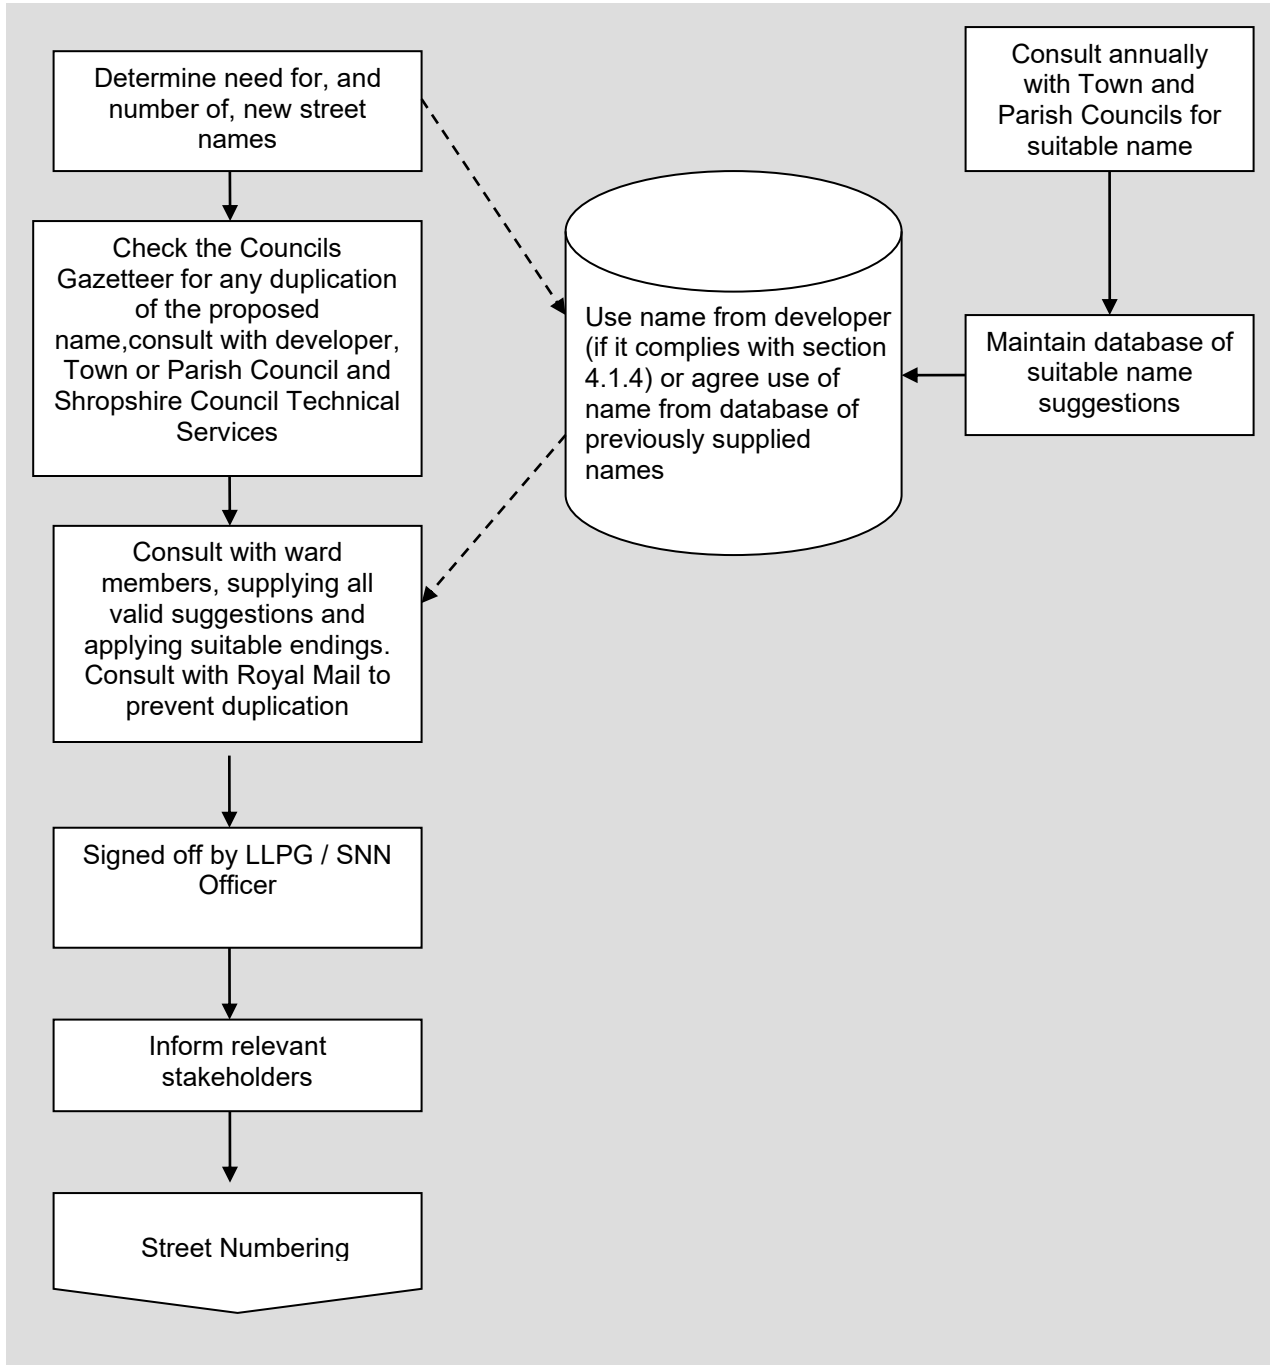 Determine need for, and
number of, new street
names
Check the Councils
Gazetteer for any duplication
of the proposed
name,consult with developer,
Town or Parish Council and
Shropshire Council Technical
Services
Consult with ward
members, supplying all
valid suggestions and
applying suitable endings.
Consult with Royal Mail to
prevent duplication
Signed off by LLPG / SNN
Officer
Inform relevant
stakeholders
Street Numbering
Use name from developer
(if it complies with section
4.1.4) or agree use of
name from database of
previously supplied
names
Consult annually
with Town and
Parish Councils for
suitable name
Maintain database of
suitable name
suggestions